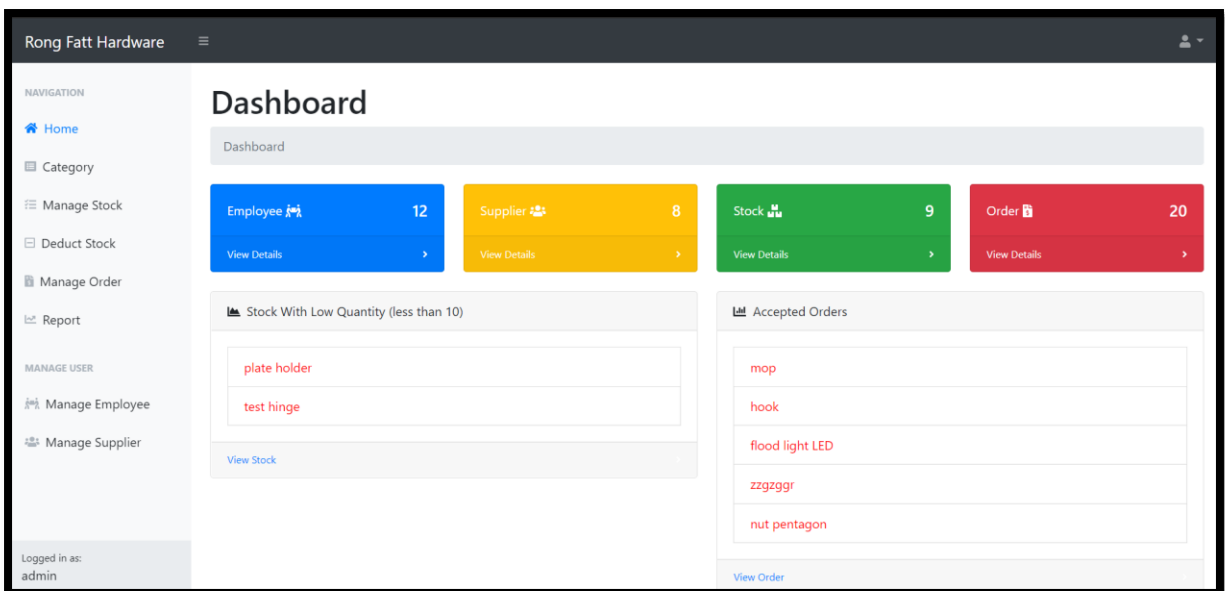 Rong Fatt Hardware
NAVIGATION
Home
Category
Manage Stock
Deduct Stock
Manage Order
Report
MANAGE USER
Manage Employee
Manage Supplier
Logged in as:
admin
Dashboard
Dashboard
Employee 12
View Details
Supplier 8
View Details
Stock 9
View Details
Order 20
View Details
Stock With Low Quantity (less than 10)
plate holder
test hinge
View Stock
Accepted Orders
mop
hook
flood light LED
zzgzggr
nut pentagon
View Order